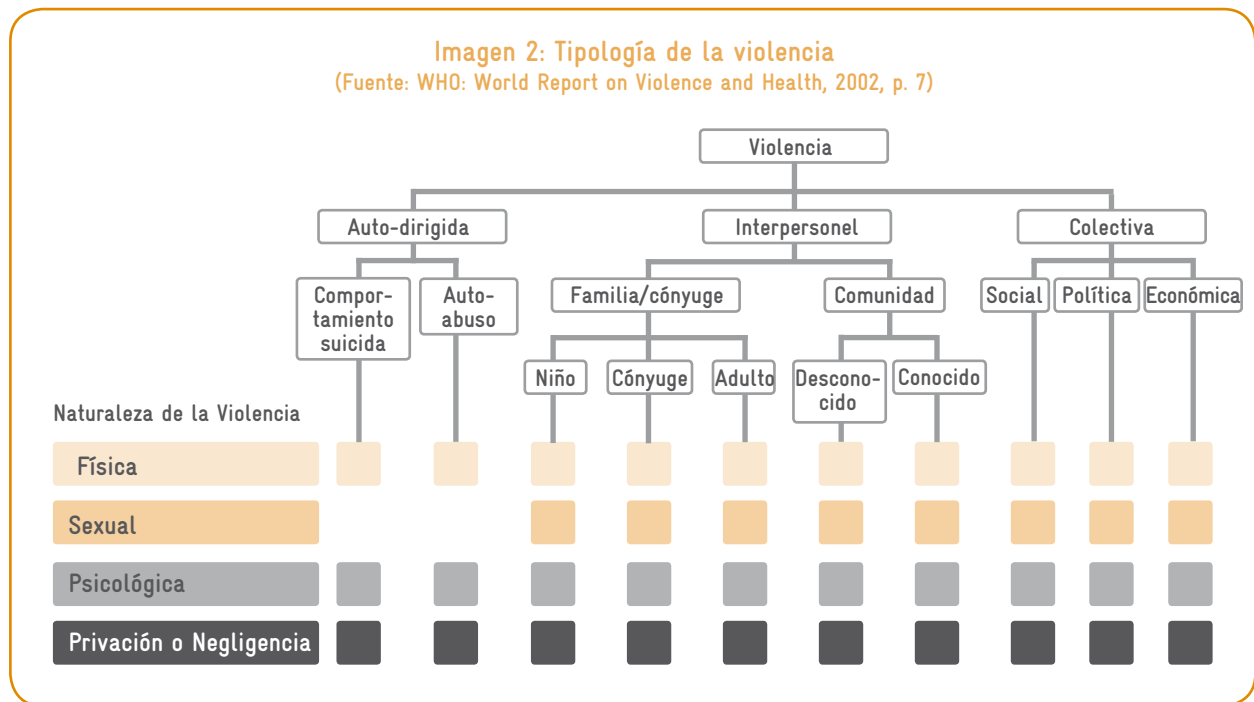 Imagen 2: Tipología de la violencia
(Fuente: WHO: World Report on Violence and Health, 2002, p. 7)
Violencia
Auto-dirigida
Interpersonel
Colectiva
Compor-
tamiento
suicida
Auto-
abuso
Familia/cónyuge
Comunidad
Social
Política
Económica
Niño
Cónyuge
Adulto
Descono-
cido
Conocido
Naturaleza de la Violencia
Física
Sexual
Psicológica
Privación o Negligencia